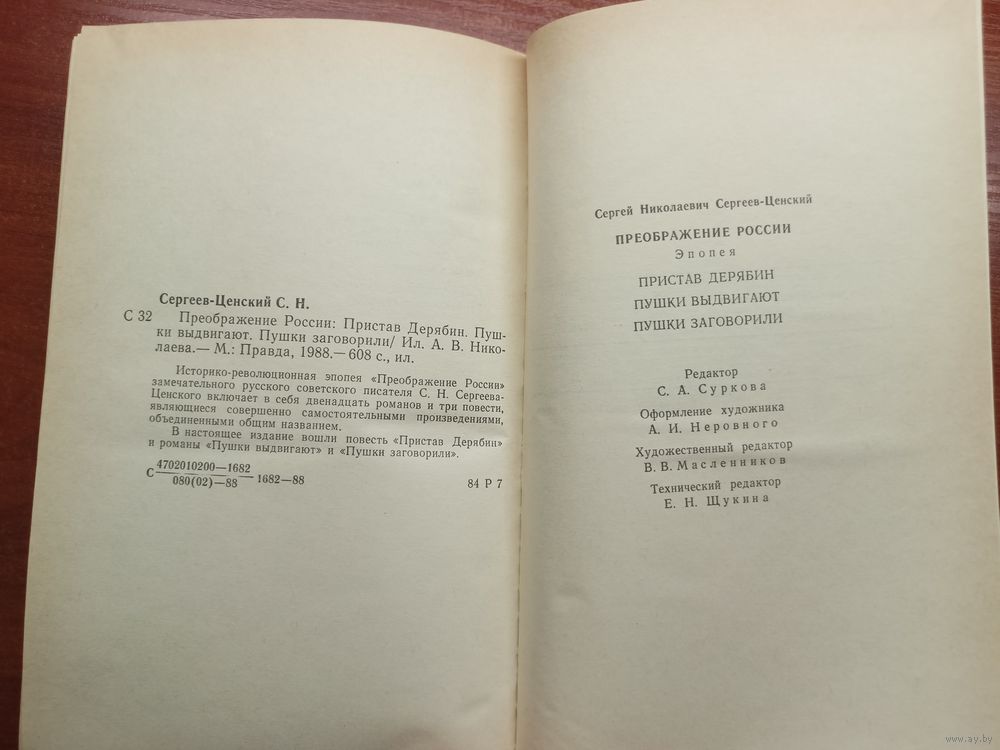 Сергеев-Ценский С. Н.
С 32 Преображение России: Пристав Дерябин. Пуш-
ки выдвигают. Пушки заговорили/ Ил. А. В. Нико-
лаева.— М.: Правда, 1988.— 608 с., ил.
Историко-революционная эпопея «Преображение России»
замечательного русского советского писателя С. Н. Сергеева-
Ценского включает в себя двенадцать романов и три повести,
являющиеся совершенно самостоятельными произведениями,
объединенными общим названием.
В настоящее издание вошли повесть «Пристав Дерябин»
и романы «Пушки выдвигают» и «Пушки заговорили».
4702010200—1682
С 1682—88
080(02)—88
84 Р 7
Сергей Николаевич Сергеев-Ценский
ПРЕОБРАЖЕНИЕ РОССИИ
Эпопея
ПРИСТАВ ДЕРЯБИН
ПУШКИ ВЫДВИГАЮТ
ПУШКИ ЗАГОВОРИЛИ
Редактор
С. А. Суркова
Оформление художника
А. И. Неровного
Художественный редактор
В. В. Масленников
Технический редактор
Е. Н. Щукина
www.ay.by